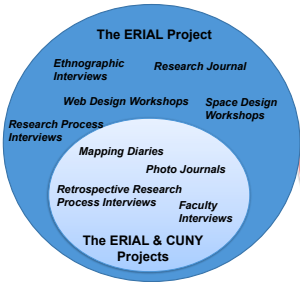 The ERIAL Project
Ethnographic
Interviews
Research Journal
Web Design Workshops
Space Design
Workshops
Research Process
Interviews
Mapping Diaries
Photo Journals
Retrospective Research
Process Interviews
Faculty
Interviews
The ERIAL & CUNY
Projects